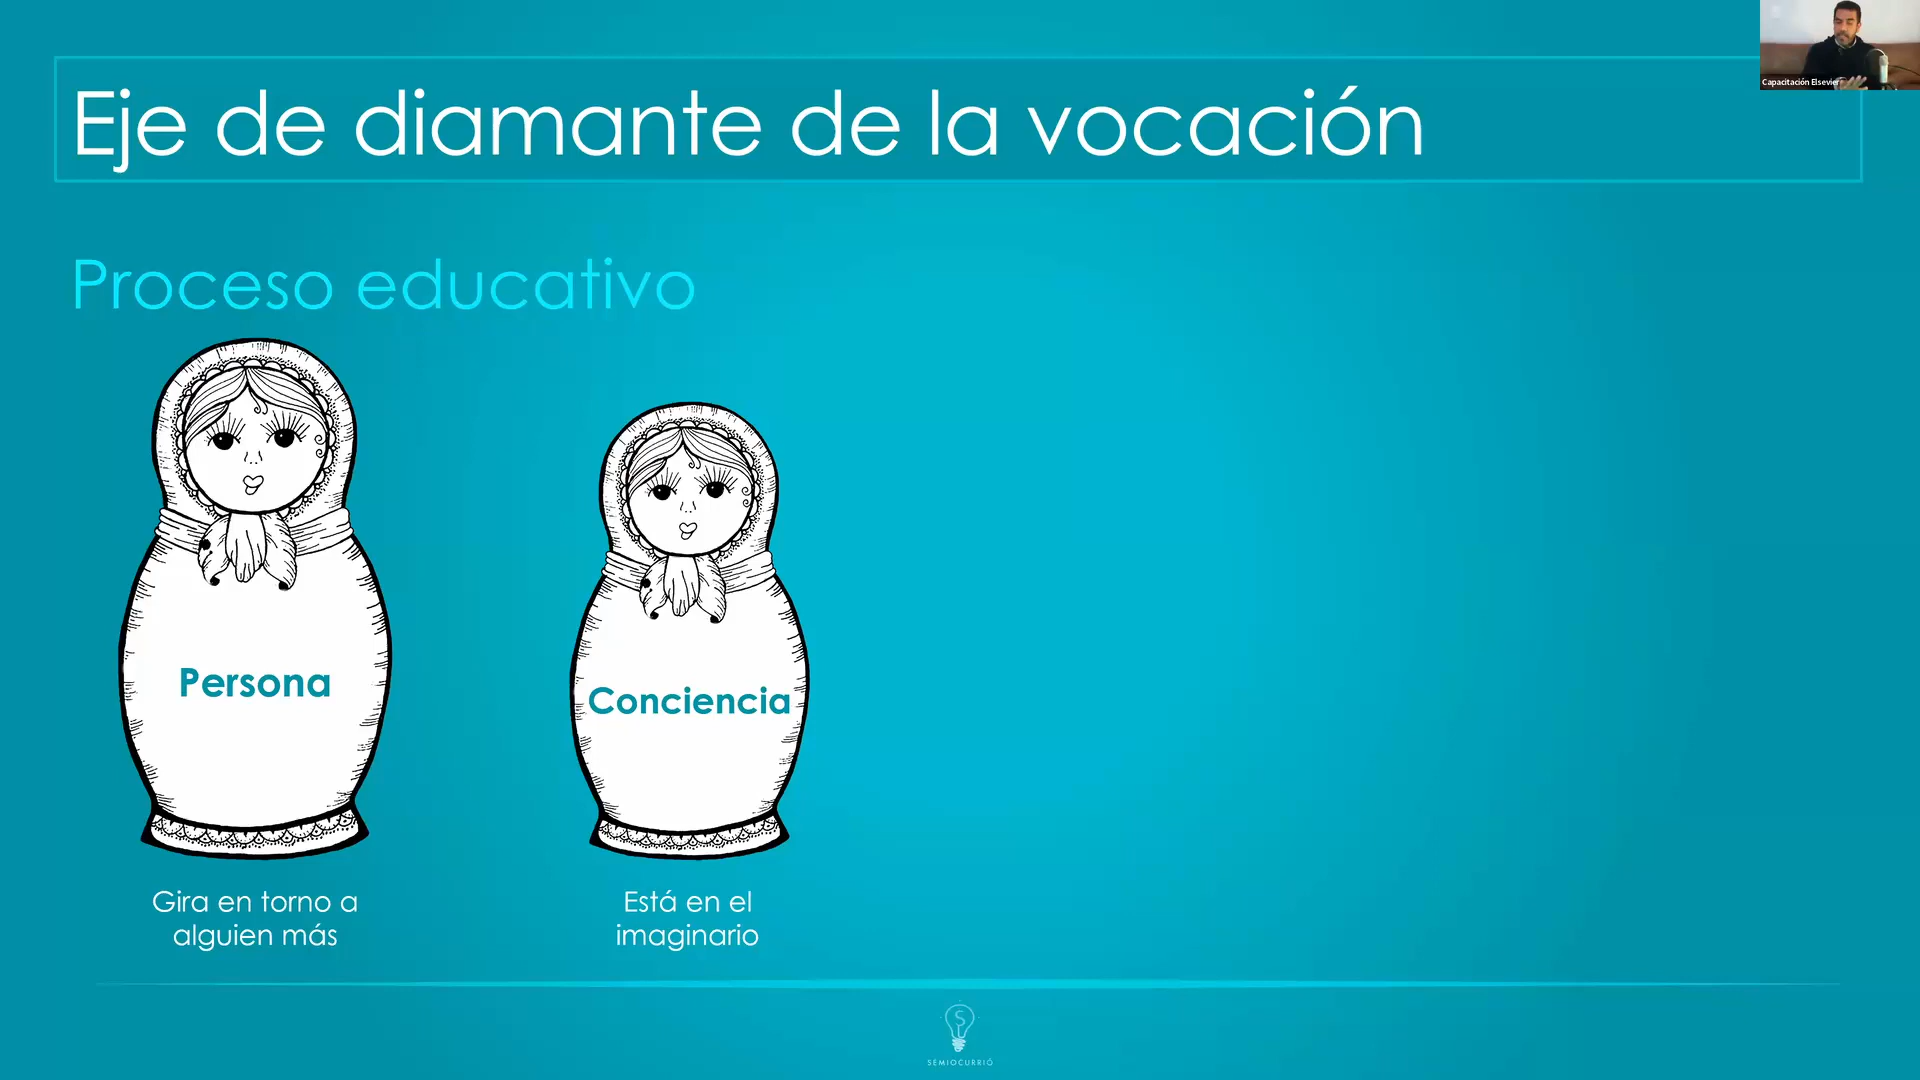 Capacitación Elsevier
Eje de diamante de la vocación
Proceso educativo
Persona
Conciencia
Gira en torno a
alguien más
Está en el
imaginario
SEMIOCURRIÓ